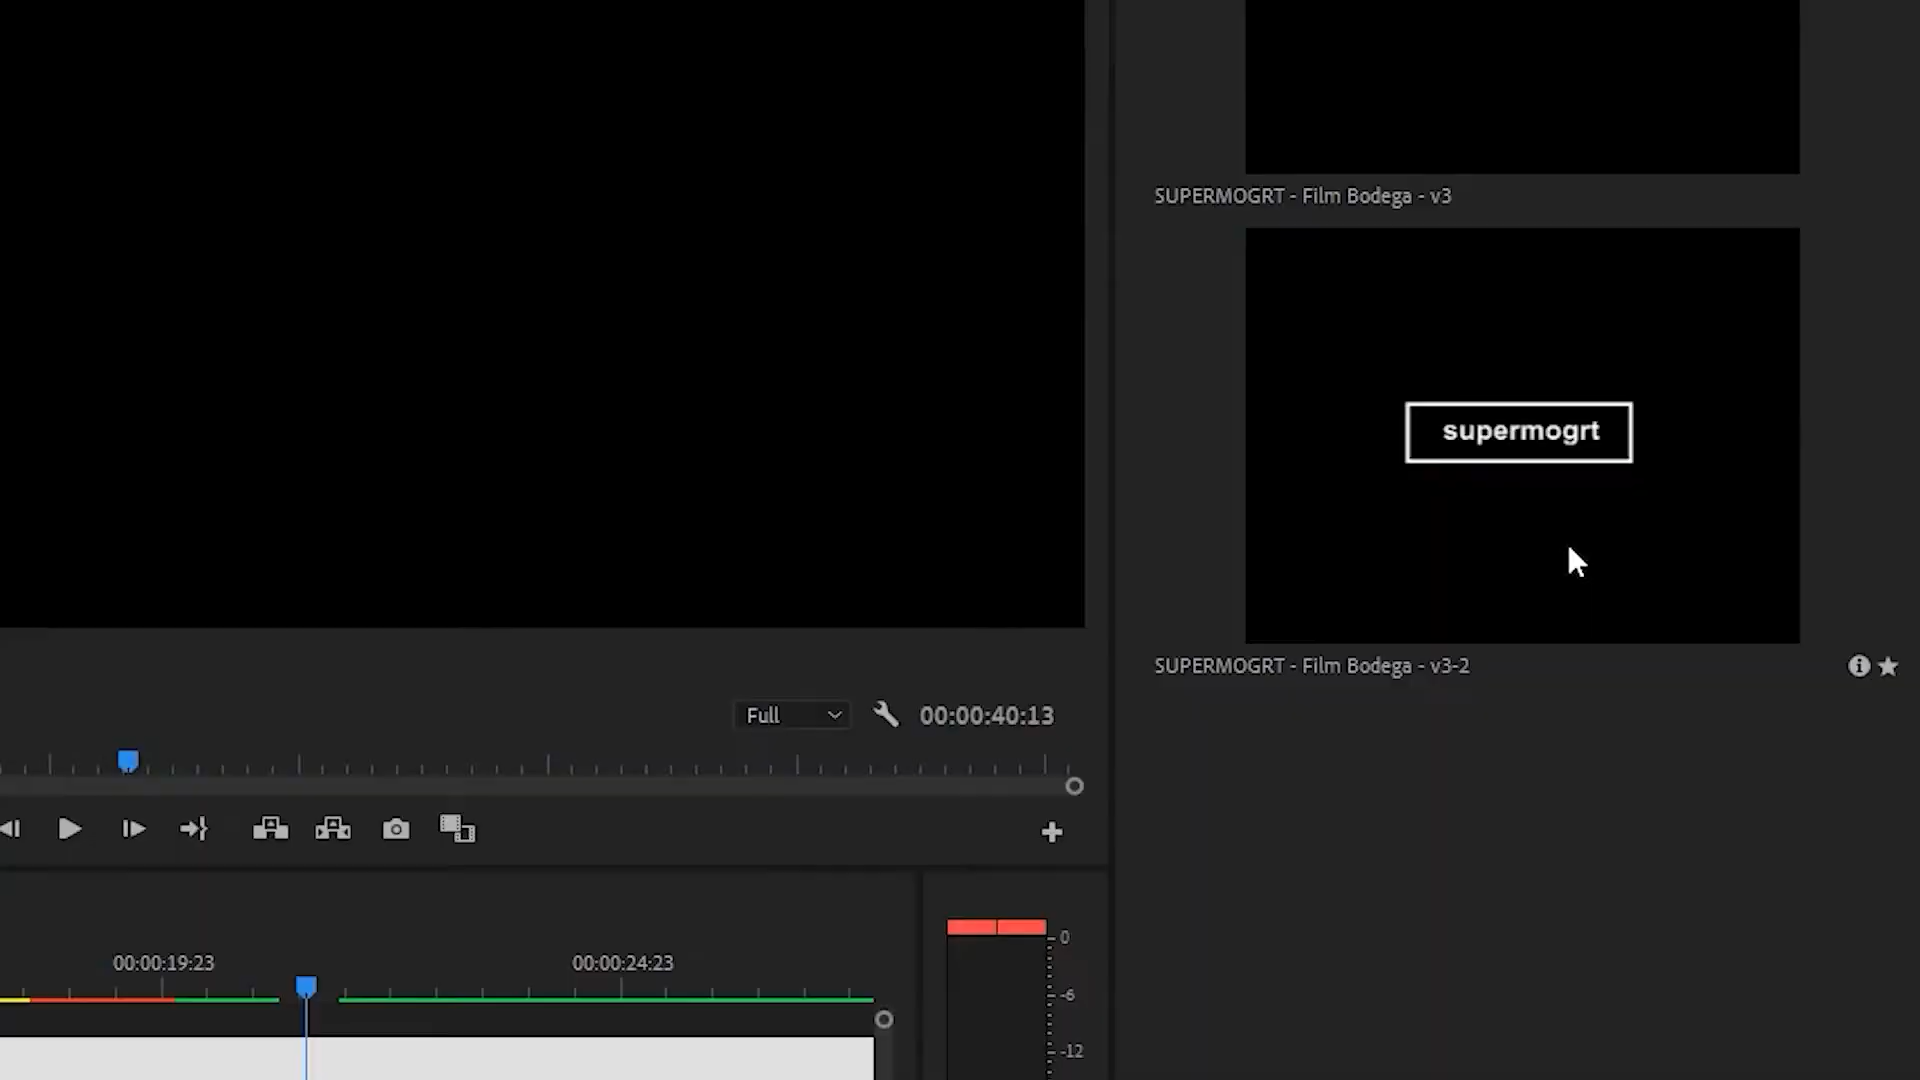 SUPERMOGRT - Film Bodega - v3
supermogrt
SUPERMOGRT - Film Bodega - v3-2
Full
00:00:40:13
00:00:19:23
00:00:24:23
0
-6
-12